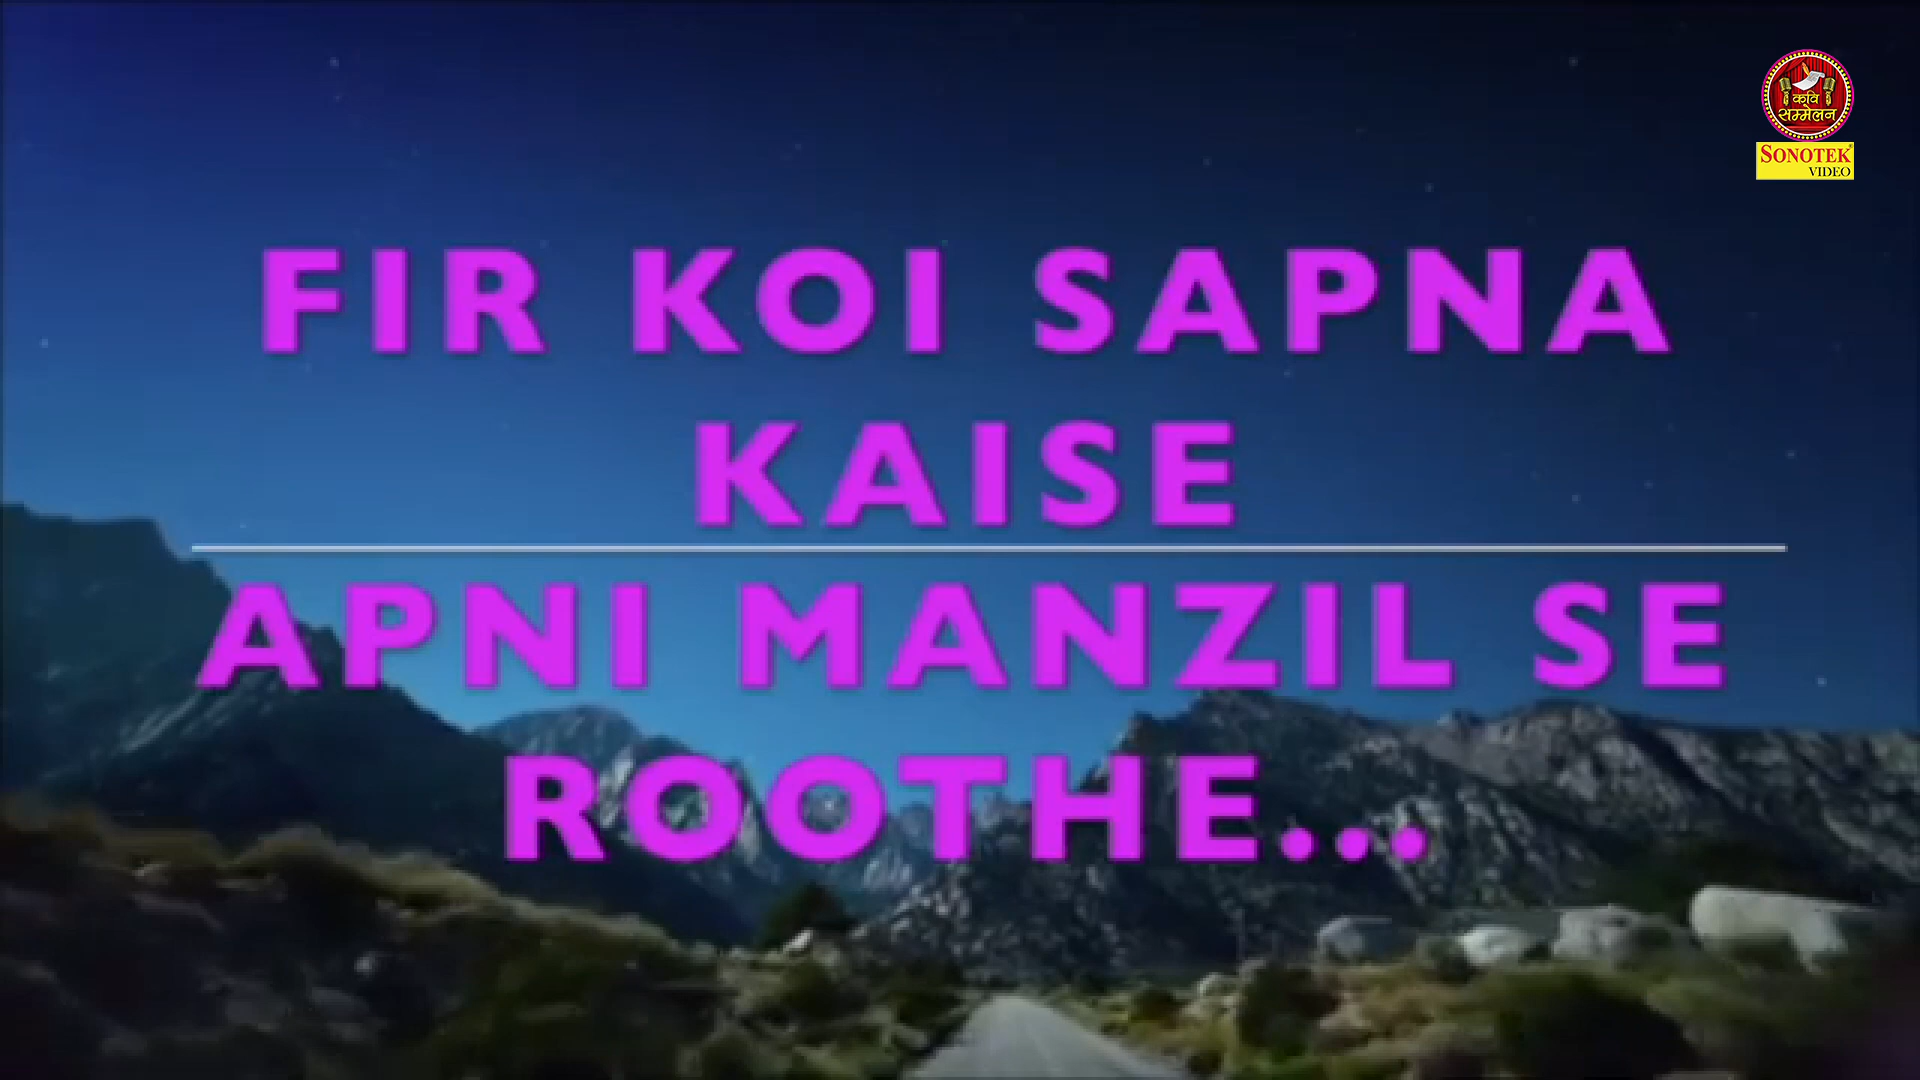 कवि
सम्मेलन
SONOTEK
VIDEO
FIR KOI SAPNA
KAISE
APNI MANZIL SE
ROOTHE...